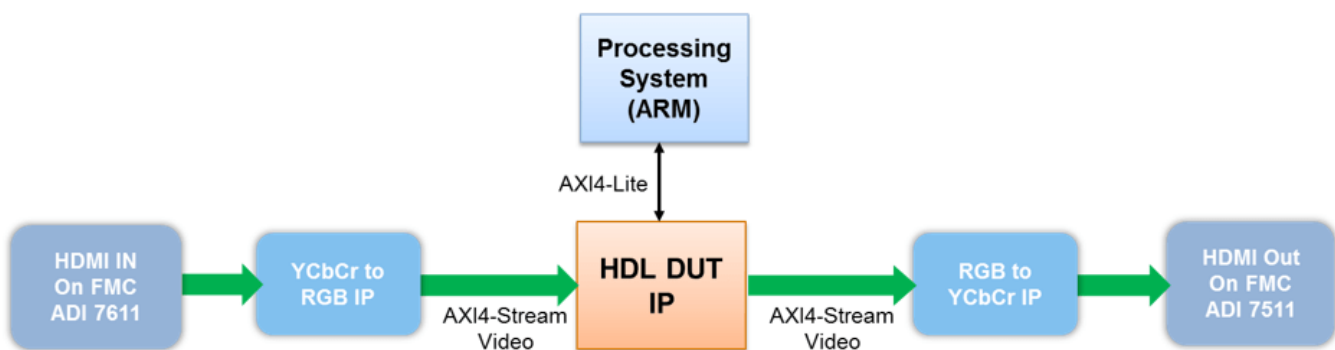 Processing
System
(ARM)
AXI4-Lite
HDMI IN
On FMC
ADI 7611
YCbCr to
RGB IP
AXI4-Stream
Video
HDL DUT
IP
AXI4-Stream
Video
RGB to
YCbCr IP
HDMI Out
On FMC
ADI 7511